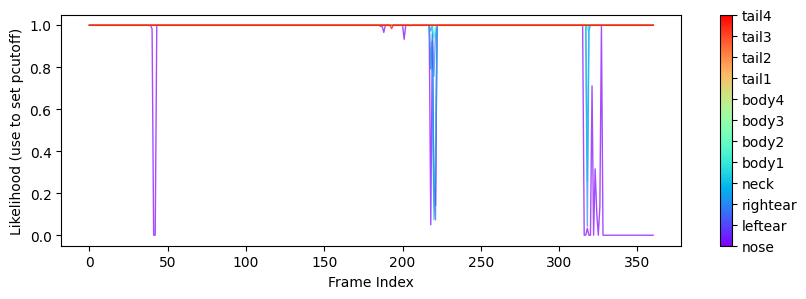 Likelihood (use to set pcutoff)
1.0
0.8
0.6
0.4
0.2
0.0
0 50 100 150 200 250 300 350
Frame Index
tail4
tail3
tail2
tail1
body4
body3
body2
body1
neck
rightear
leftear
nose